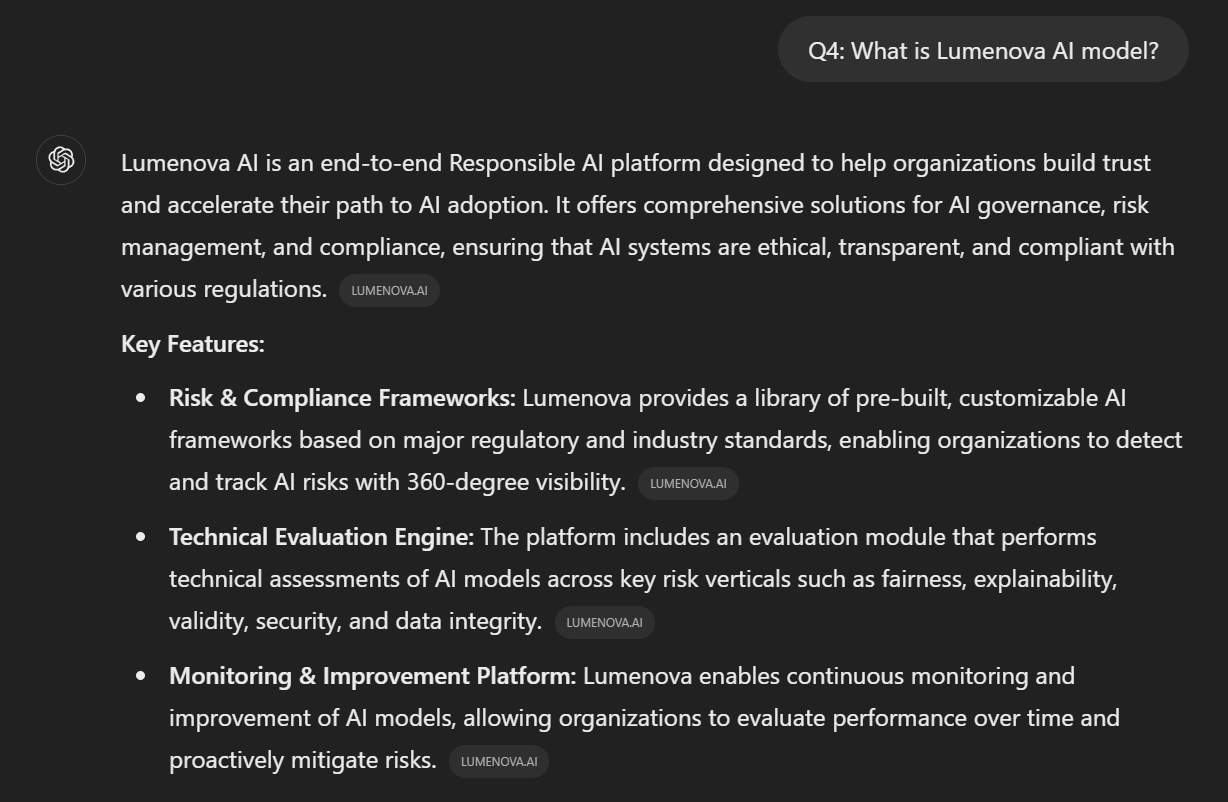 Q4: What is Lumenova AI model?
Lumenova AI is an end-to-end Responsible AI platform designed to help organizations build trust
and accelerate their path to AI adoption. It offers comprehensive solutions for AI governance, risk
management, and compliance, ensuring that AI systems are ethical, transparent, and compliant with
various regulations. LUMENOVA.AI
Key Features:
• Risk & Compliance Frameworks: Lumenova provides a library of pre-built, customizable AI
frameworks based on major regulatory and industry standards, enabling organizations to detect
and track AI risks with 360-degree visibility. LUMENOVA.AI
• Technical Evaluation Engine: The platform includes an evaluation module that performs
technical assessments of AI models across key risk verticals such as fairness, explainability,
validity, security, and data integrity. LUMENOVA.AI
• Monitoring & Improvement Platform: Lumenova enables continuous monitoring and
improvement of AI models, allowing organizations to evaluate performance over time and
proactively mitigate risks. LUMENOVA.AI